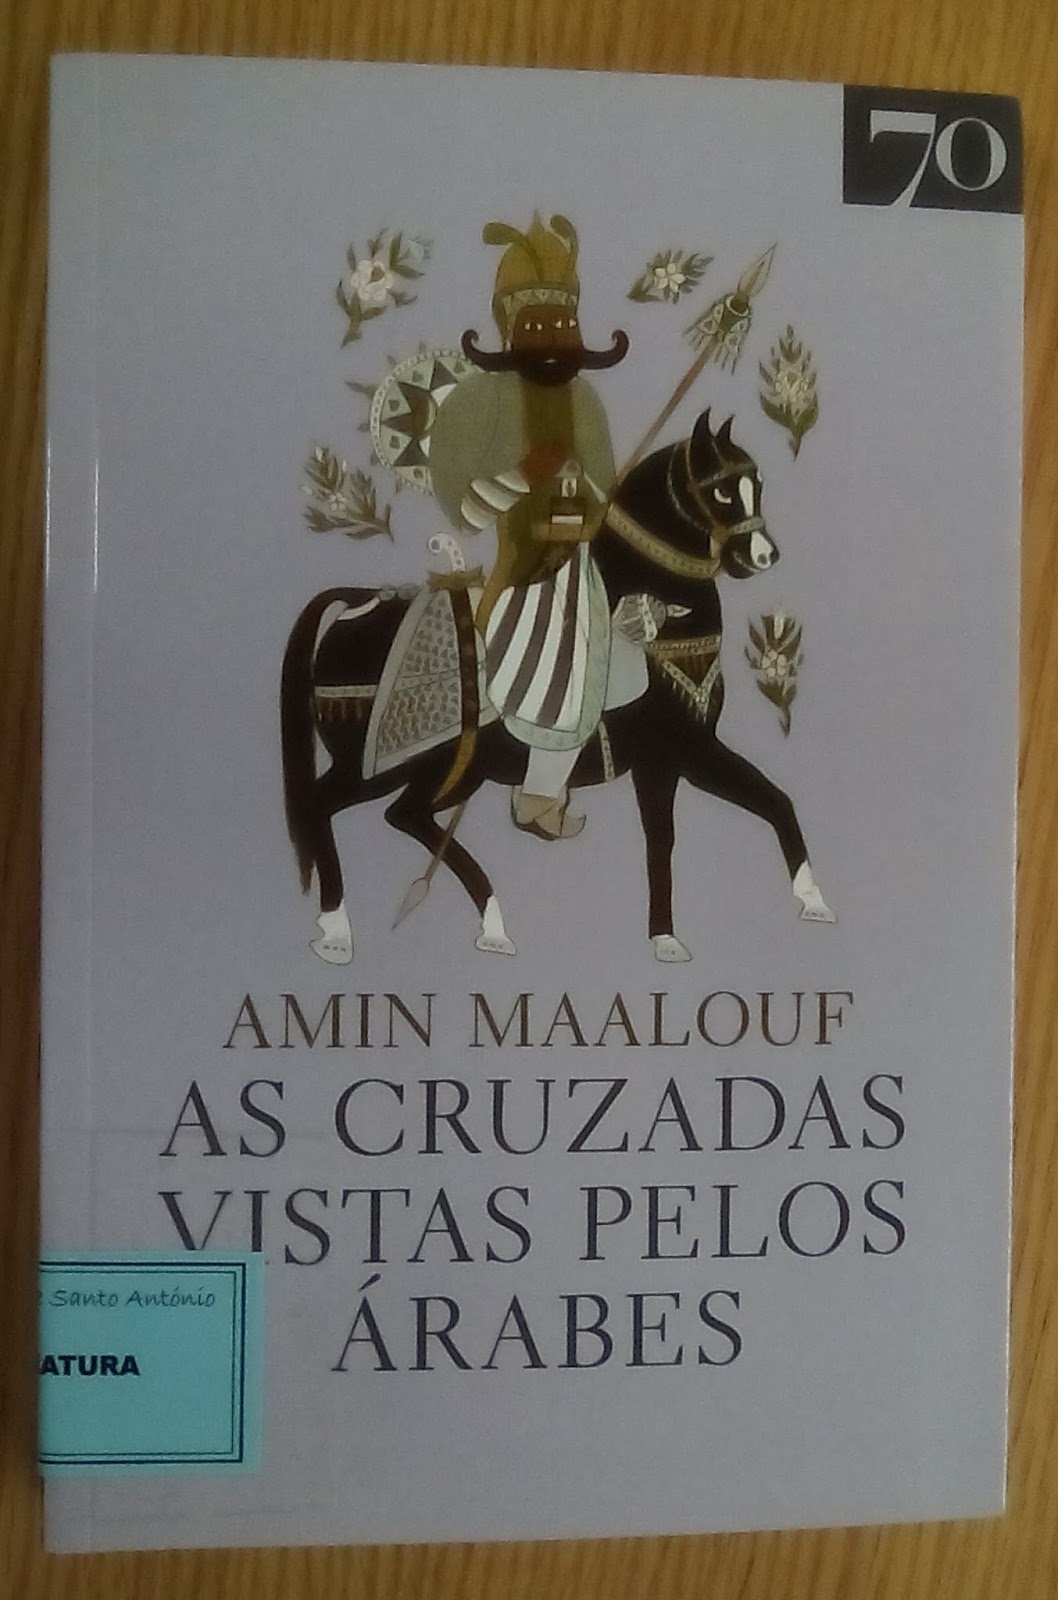 70
AMIN MAALOUF
AS CRUZADAS
VISTAS PELOS
ÁRABES
Santo António
ATURA